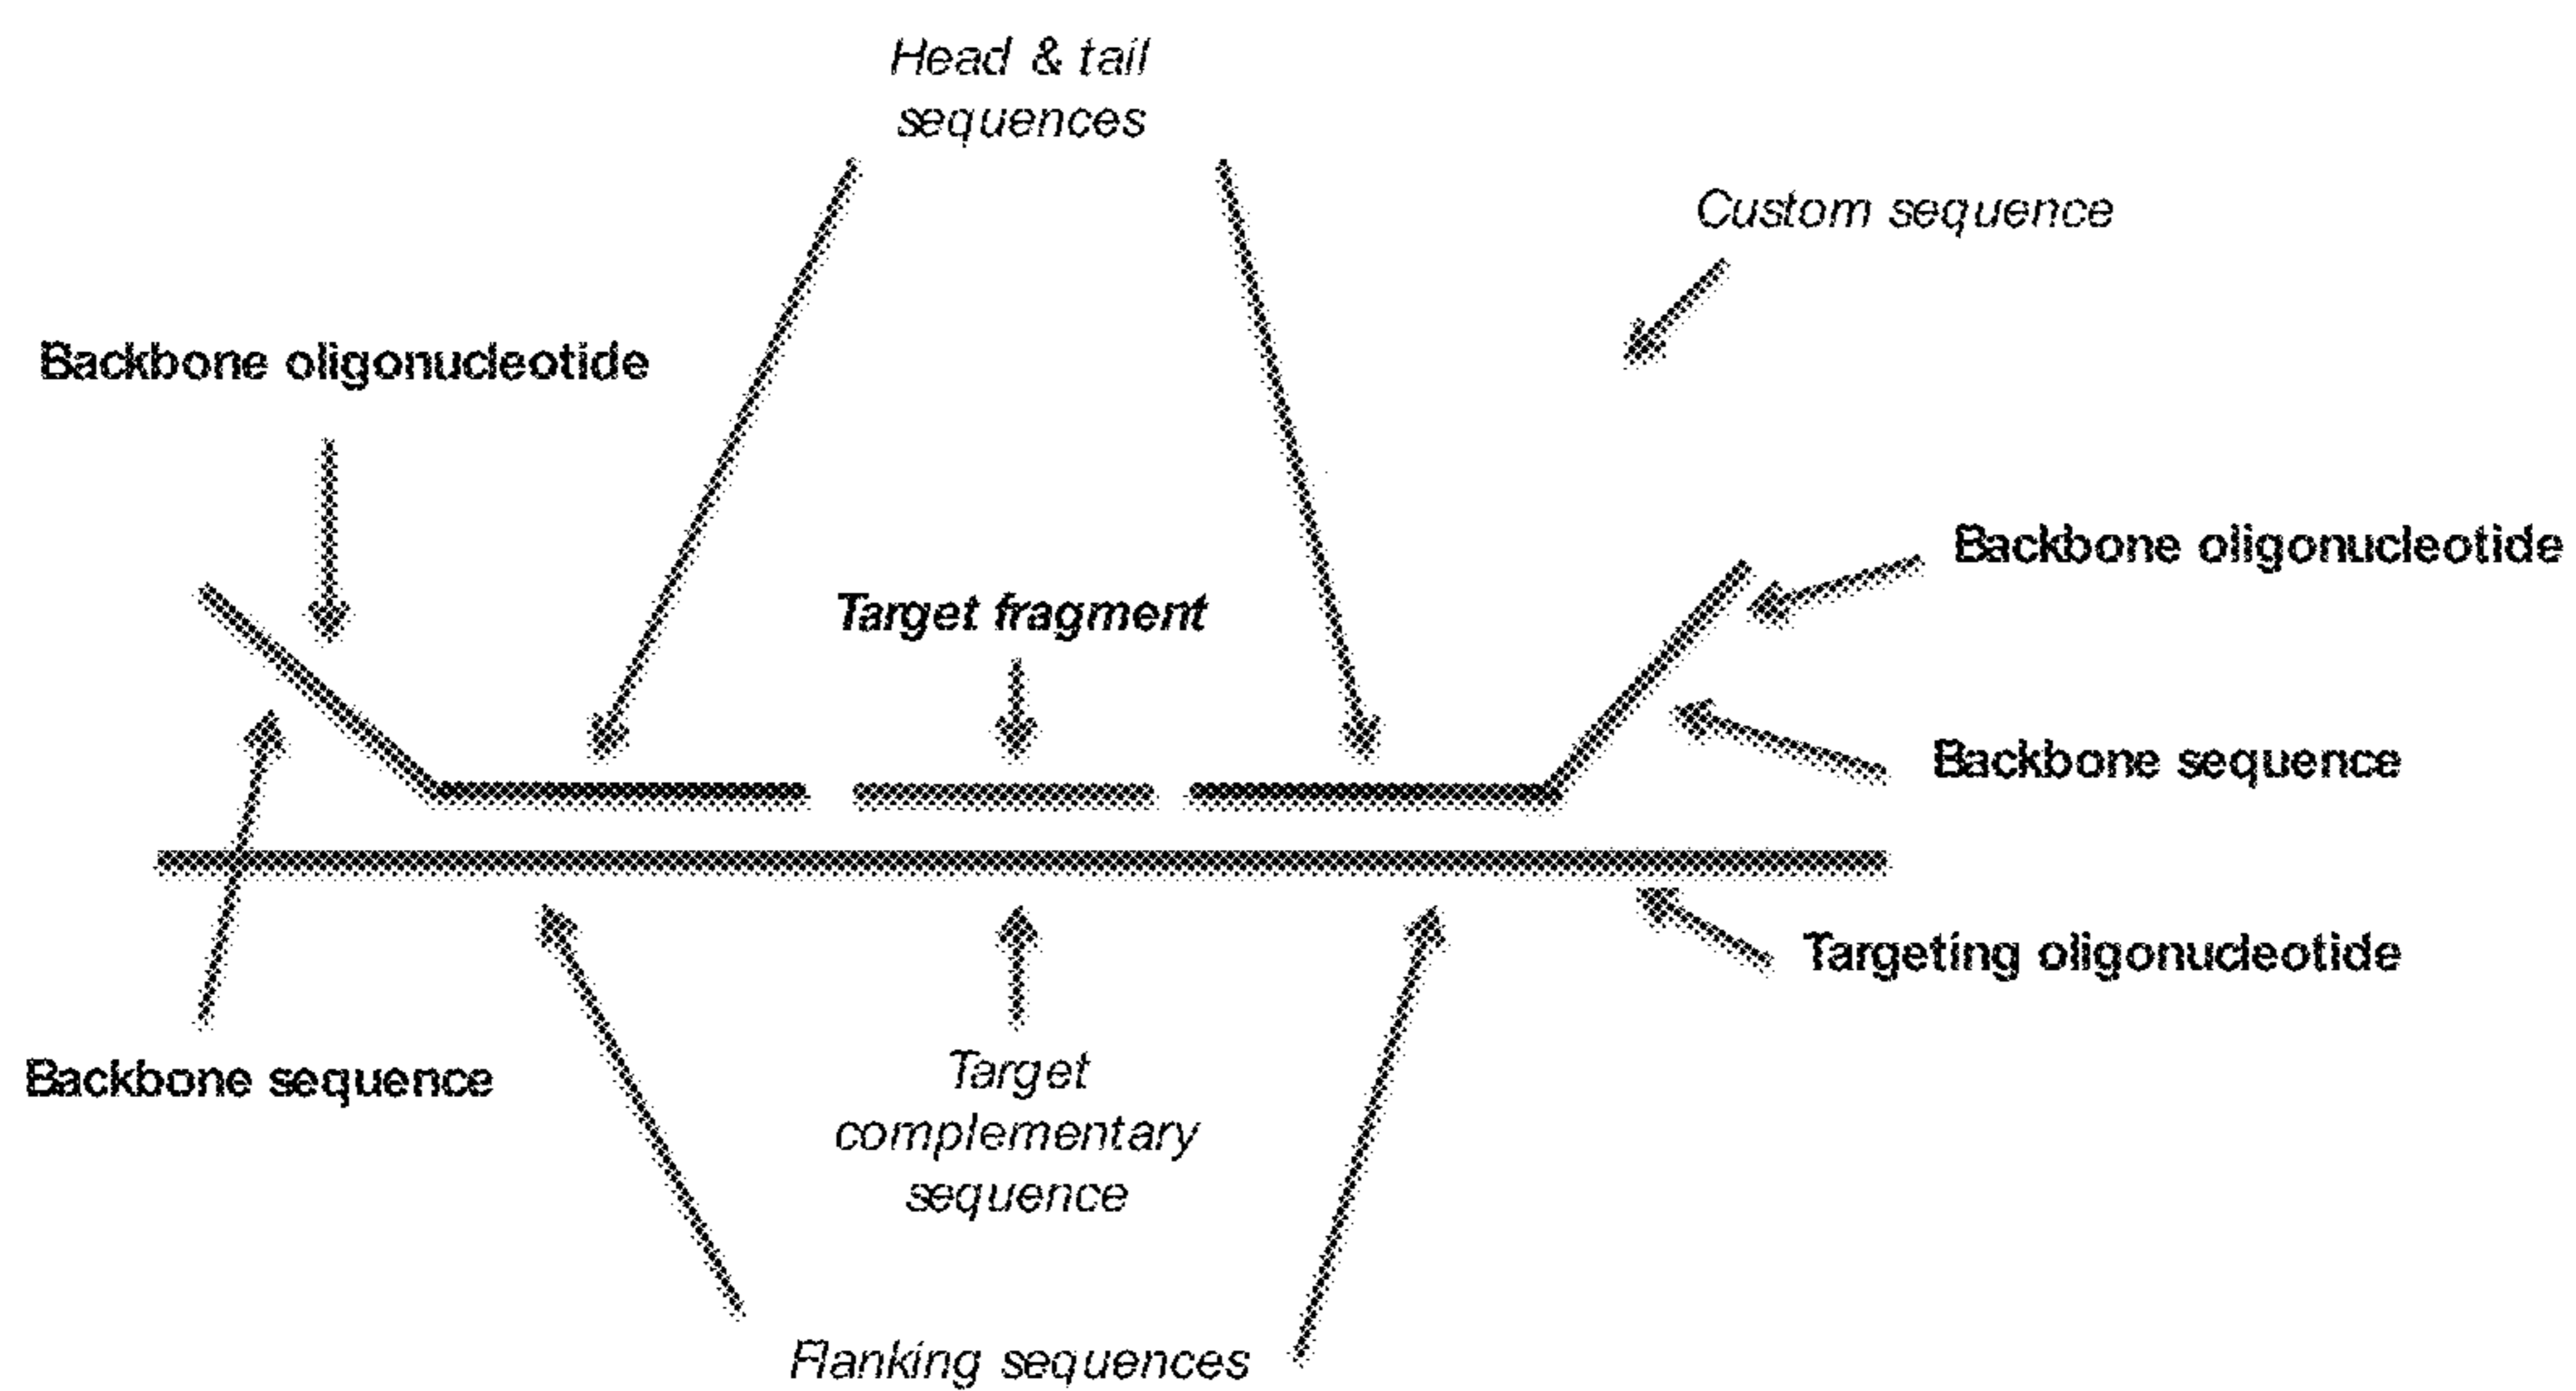 Head & tail
sequences
Custom sequence
Backbone oligonucleotide
Backbone oligonucleotide
Target fragment
Backbone sequence
Targeting oligonucleotide
Backbone sequence
Target
complementary
sequence
Flanking sequences